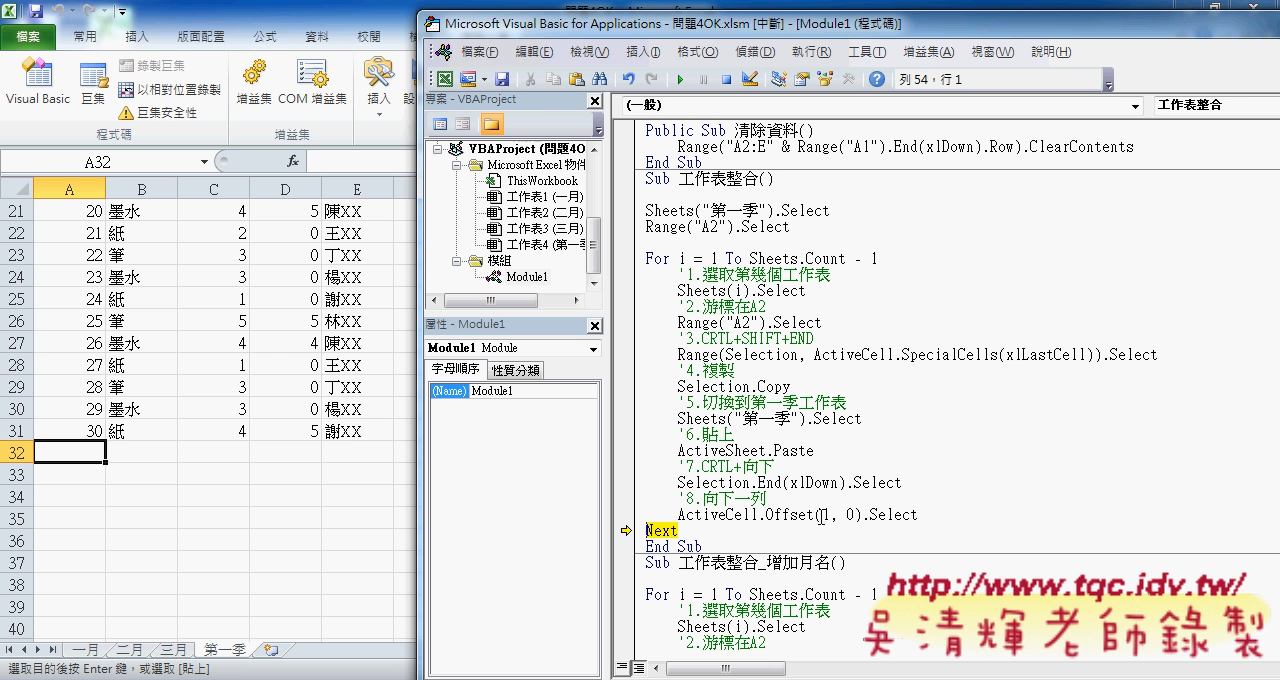 Microsoft Visual Basic for Applications - 問題4OK.xlsm [中斷] - [Module1 (程式碼)]
檔案 常用 插入 版面配置 公式 資料 校閱
檔案(F) 編輯(E) 檢視(V) 插入(I) 格式(O) 偵錯(D) 執行(R) 工具(T) 增益集(A) 視窗(W) 說明(H)
列 54，行 1
Visual Basic 巨集 錄製巨集
以相對位置錄製
巨集安全性
增益集 COM 增益集 插入
程式碼 增益集
A32 fx
A B C D E
21 20 墨水 4 5 陳XX
22 21 紙 2 0 王XX
23 22 筆 3 0 丁XX
24 23 墨水 3 0 楊XX
25 24 紙 1 0 謝XX
26 25 筆 5 5 林XX
27 26 墨水 4 4 陳XX
28 27 紙 1 0 王XX
29 28 筆 3 0 丁XX
30 29 墨水 3 0 楊XX
31 30 紙 4 5 謝XX
32
33
34
35
36
37
38
39
40
一月 二月 三月 第一季
選取目的後按 Enter 鍵，或選取 [貼上]
專案 - VBAProject
VBAProject (問題4O
Microsoft Excel 物件
ThisWorkbook
工作表1 (一月)
工作表2 (二月)
工作表3 (三月)
工作表4 (第一季
模組
Module1
屬性 - Module1
Module1 Module
字母順序 性質分類
(Name) Module1
(一般) 工作表整合
Public Sub 清除資料()
Range("A2:E" & Range("A1").End(xlDown).Row).ClearContents
End Sub
Sub 工作表整合()
Sheets("第一季").Select
Range("A2").Select
For i = 1 To Sheets.Count - 1
'1.選取第幾個工作表
Sheets(i).Select
'2.游標在A2
Range("A2").Select
'3.CRTL+SHIFT+END
Range(Selection, ActiveCell.SpecialCells(xlLastCell)).Select
'4.複製
Selection.Copy
'5.切換到第一季工作表
Sheets("第一季").Select
'6.貼上
ActiveSheet.Paste
'7.CRTL+向下
Selection.End(xlDown).Select
'8.向下一列
ActiveCell.Offset(1, 0).Select
Next
End Sub
Sub 工作表整合_增加月名()
For i = 1 To Sheets.Count - 1
'1.選取第幾個工作表
Sheets(i).Select
'2.游標在A2
http://www.tqc.idv.tw/
吳清輝老師錄製